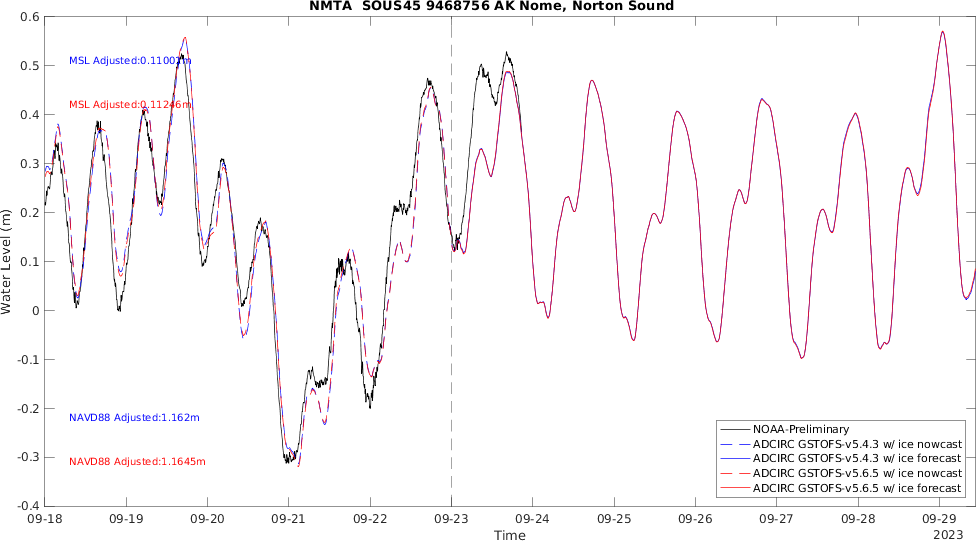 NMTA SOUS45 9468756 AK Nome, Norton Sound
0.6
0.5
0.4
0.3
0.2
0.1
0
-0.1
-0.2
-0.3
-0.4
Water Level (m)
MSL Adjusted:0.11001m
MSL Adjusted:0.11246m
NAVD88 Adjusted:1.162m
NAVD88 Adjusted:1.1645m
NOAA-Preliminary
ADCIRC GSTOFS-v5.4.3 w/ ice nowcast
ADCIRC GSTOFS-v5.4.3 w/ ice forecast
ADCIRC GSTOFS-v5.6.5 w/ ice nowcast
ADCIRC GSTOFS-v5.6.5 w/ ice forecast
09-18 09-19 09-20 09-21 09-22 09-23 09-24 09-25 09-26 09-27 09-28 09-29
Time
2023